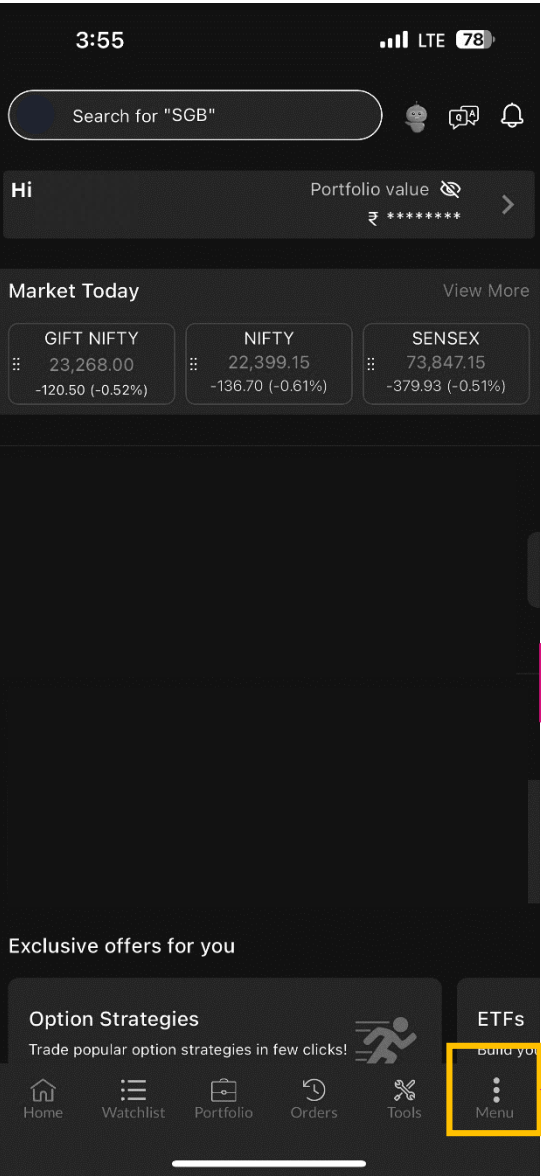 3:55 LTE 78
Search for "SGB"
Q A
Hi
Portfolio value
₹ ********
Market Today View More
GIFT NIFTY
23,268.00
-120.50 (-0.52%)
NIFTY
22,399.15
-136.70 (-0.61%)
SENSEX
73,847.15
-379.93 (-0.51%)
Exclusive offers for you
Option Strategies
Trade popular option strategies in few clicks!
ETFs
Build you
Home Watchlist Portfolio Orders Tools Menu